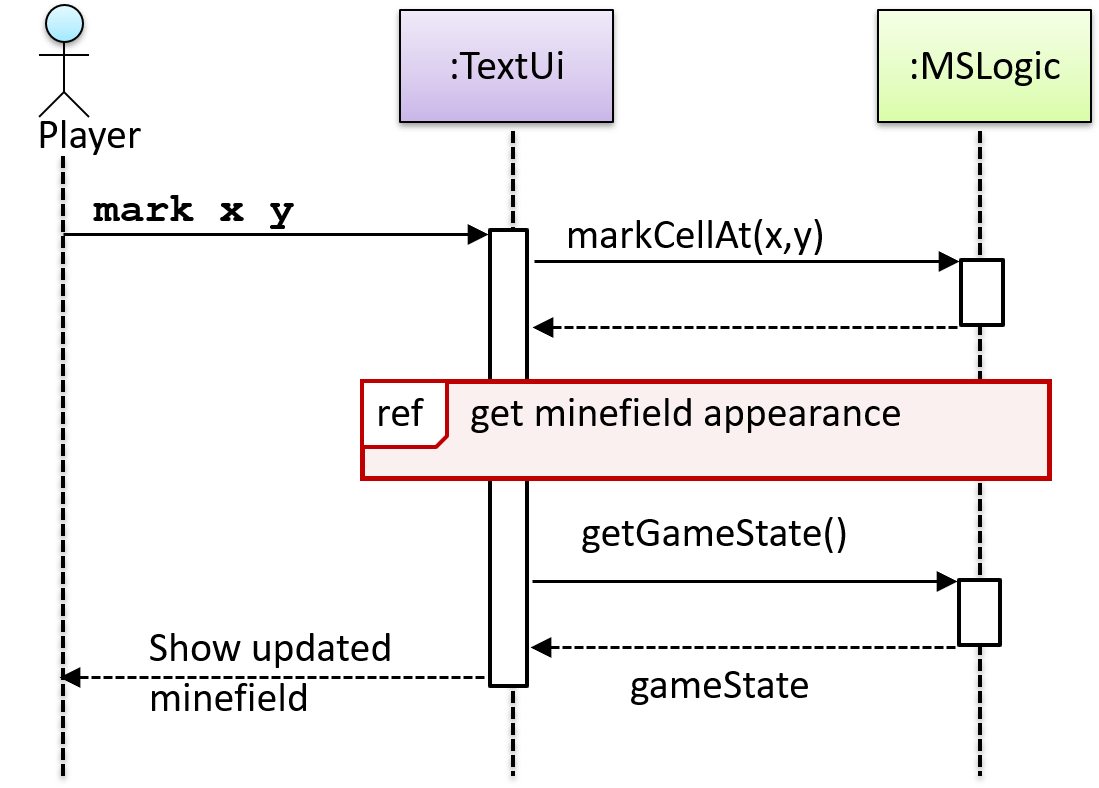 :TextUi
:MSLogic
Player
mark x y
markCellAt(x,y)
ref
get minefield appearance
getGameState()
Show updated
minefield
gameState